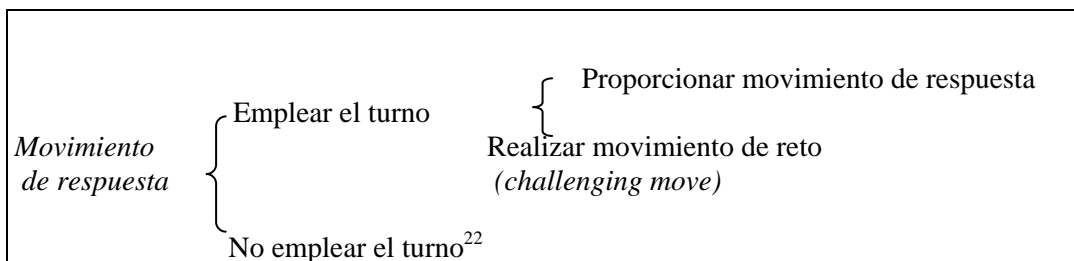 Proporcionar movimiento de respuesta
Emplear el turno
Movimiento
de respuesta
Realizar movimiento de reto
(challenging move)
No emplear el turno22